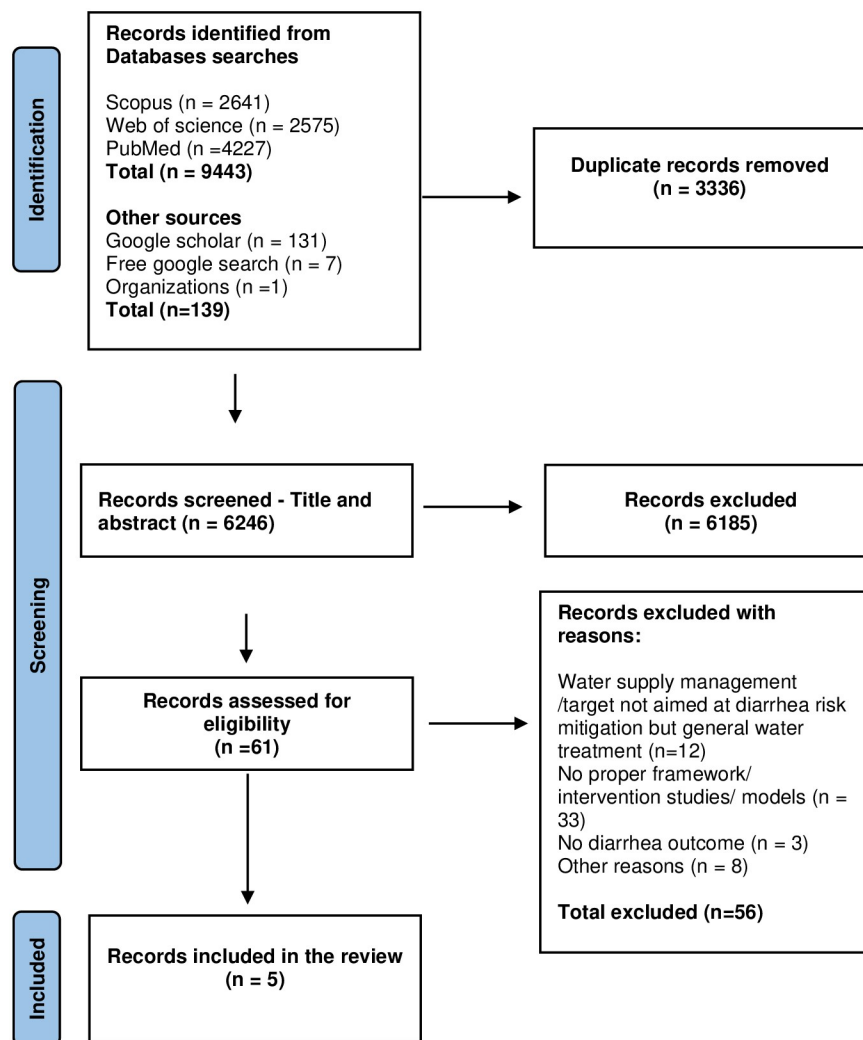 Identification
Records identified from
Databases searches
Scopus (n = 2641)
Web of science (n = 2575)
PubMed (n =4227)
Total (n = 9443)
Other sources
Google scholar (n = 131)
Free google search (n = 7)
Organizations (n =1)
Total (n=139)
Duplicate records removed
(n = 3336)
Screening
Records screened - Title and
abstract (n = 6246)
Records excluded
(n = 6185)
Records assessed for
eligibility
(n =61)
Records excluded with
reasons:
Water supply management
/target not aimed at diarrhea risk
mitigation but general water
treatment (n=12)
No proper framework/
intervention studies/ models (n =
33)
No diarrhea outcome (n = 3)
Other reasons (n = 8)
Total excluded (n=56)
Included
Records included in the review
(n = 5)